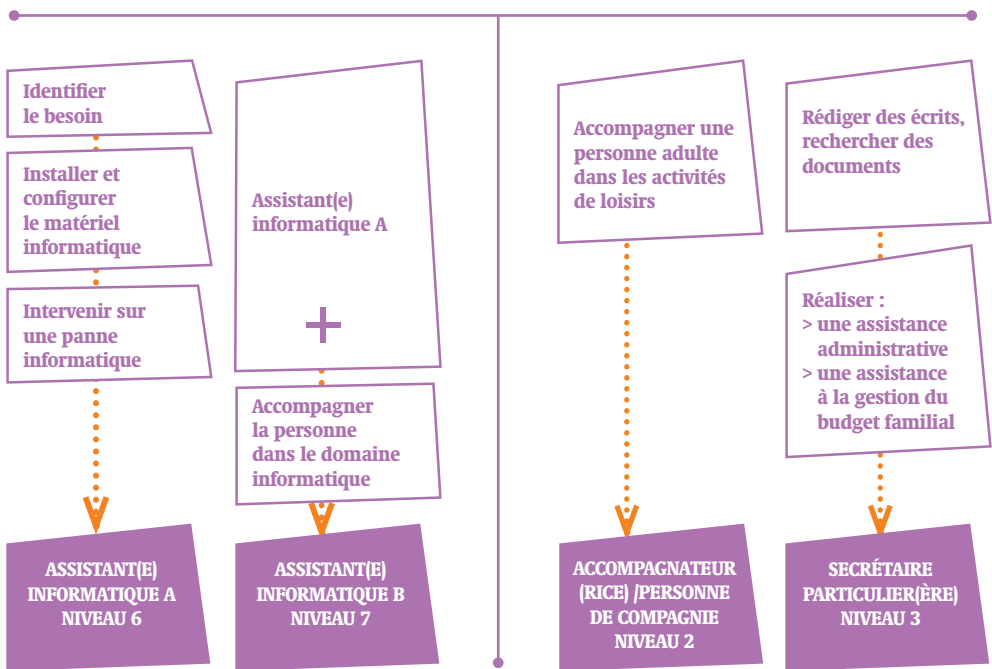 Identifier
le besoin
Installer et
configurer
le matériel
informatique
Intervenir sur
une panne
informatique
ASSISTANT(E)
INFORMATIQUE A
NIVEAU 6
Assistant(e)
informatique A
+
Accompagner
la personne
dans le domaine
informatique
ASSISTANT(E)
INFORMATIQUE B
NIVEAU 7
Accompagner une
personne adulte
dans les activités
de loisirs
ACCOMPAGNATEUR
(RICE) /PERSONNE
DE COMPAGNIE
NIVEAU 2
Rédiger des écrits,
rechercher des
documents
Réaliser :
> une assistance
administrative
> une assistance
à la gestion du
budget familial
SECRÉTAIRE
PARTICULIER(ÈRE)
NIVEAU 3